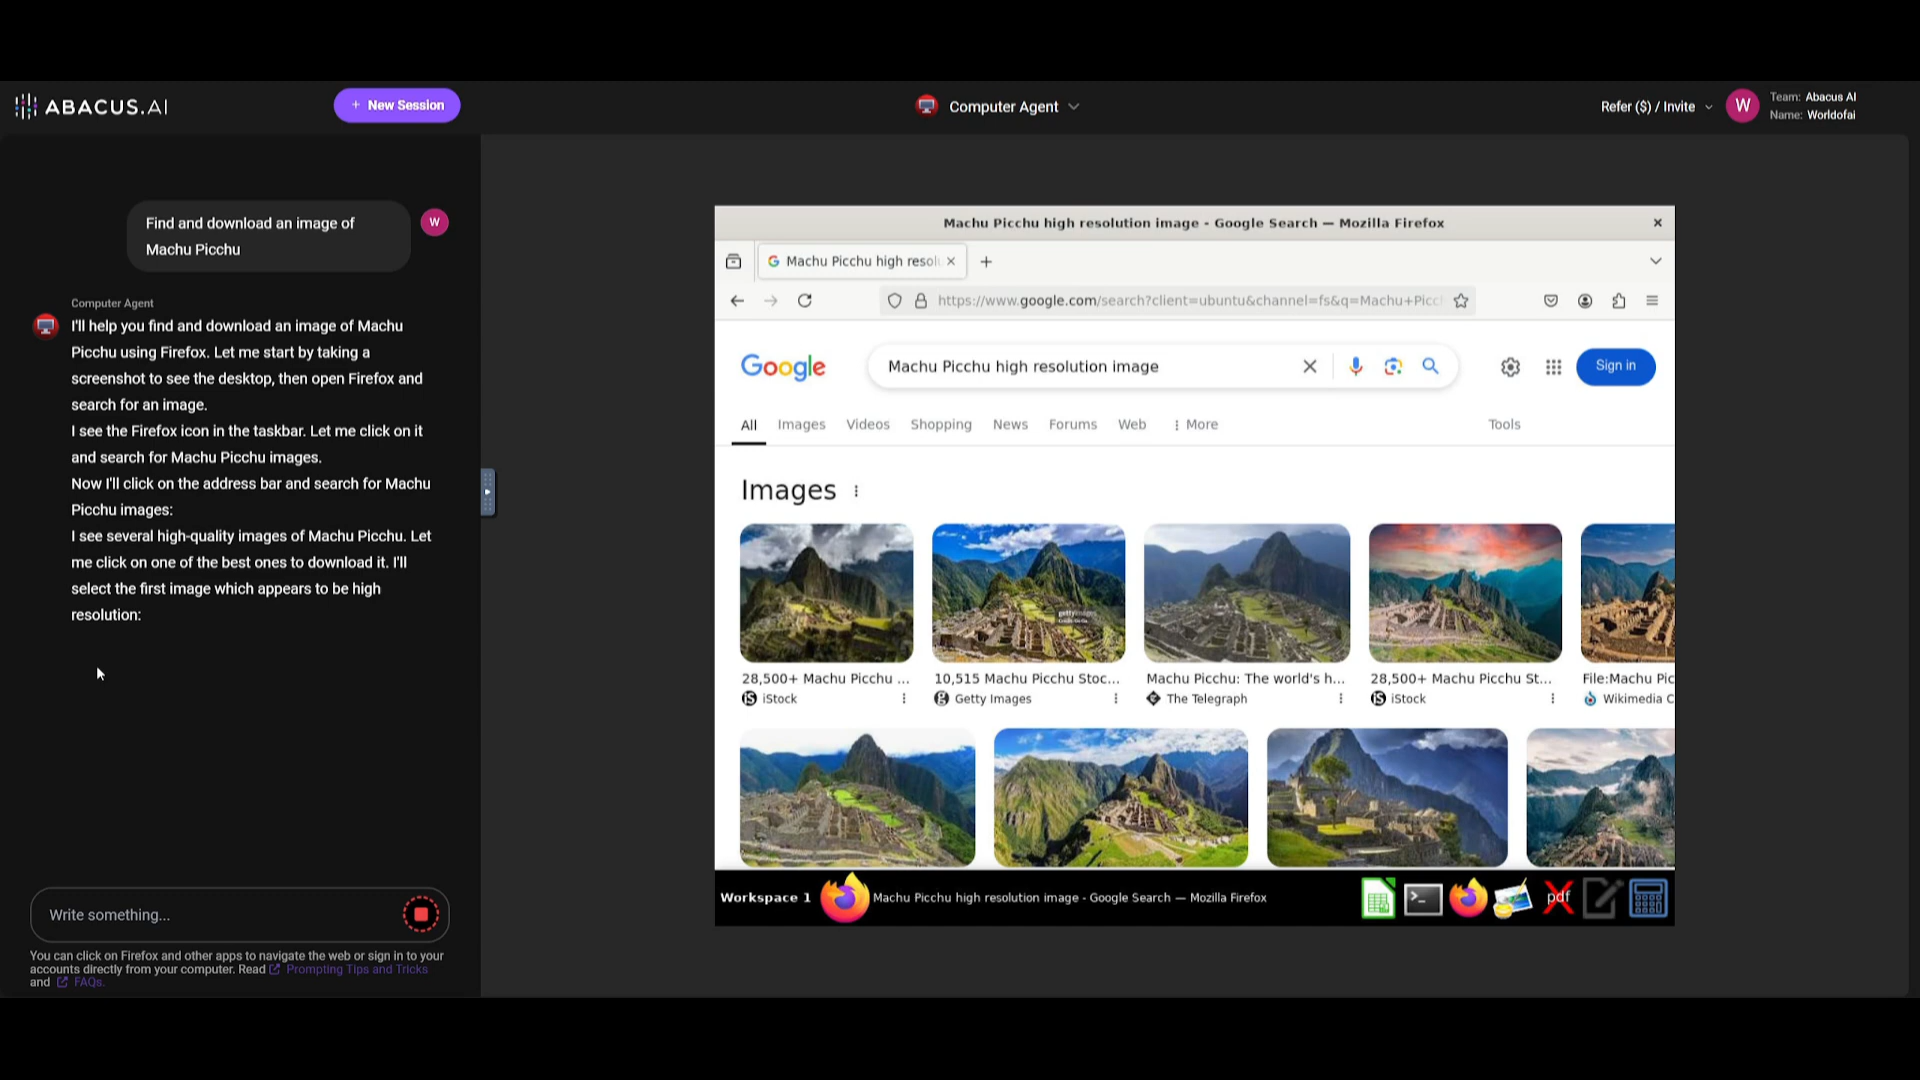 ABACUS.AI
+ New Session
Computer Agent
Refer ($) / Invite
W
Team: Abacus AI
Name: Worldofai
Find and download an image of
Machu Picchu
W
Computer Agent
I'll help you find and download an image of Machu
Picchu using Firefox. Let me start by taking a
screenshot to see the desktop, then open Firefox and
search for an image.
I see the Firefox icon in the taskbar. Let me click on it
and search for Machu Picchu images.
Now I'll click on the address bar and search for Machu
Picchu images:
I see several high-quality images of Machu Picchu. Let
me click on one of the best ones to download it. I'll
select the first image which appears to be high
resolution:
Write something...
You can click on Firefox and other apps to navigate the web or sign in to your
accounts directly from your computer. Read Prompting Tips and Tricks
and FAQs.
Machu Picchu high resolution image - Google Search — Mozilla Firefox
Machu Picchu high resol
https://www.google.com/search?client=ubuntu&channel=fs&q=Machu+Picc
Google
Machu Picchu high resolution image
Sign in
All Images Videos Shopping News Forums Web More Tools
Images
gettyimages
28,500+ Machu Picchu ...
iStock
10,515 Machu Picchu Stoc...
Getty Images
Machu Picchu: The world's h...
The Telegraph
28,500+ Machu Picchu St...
iStock
File:Machu Pic
Wikimedia C
Workspace 1
Machu Picchu high resolution image - Google Search — Mozilla Firefox
pdf